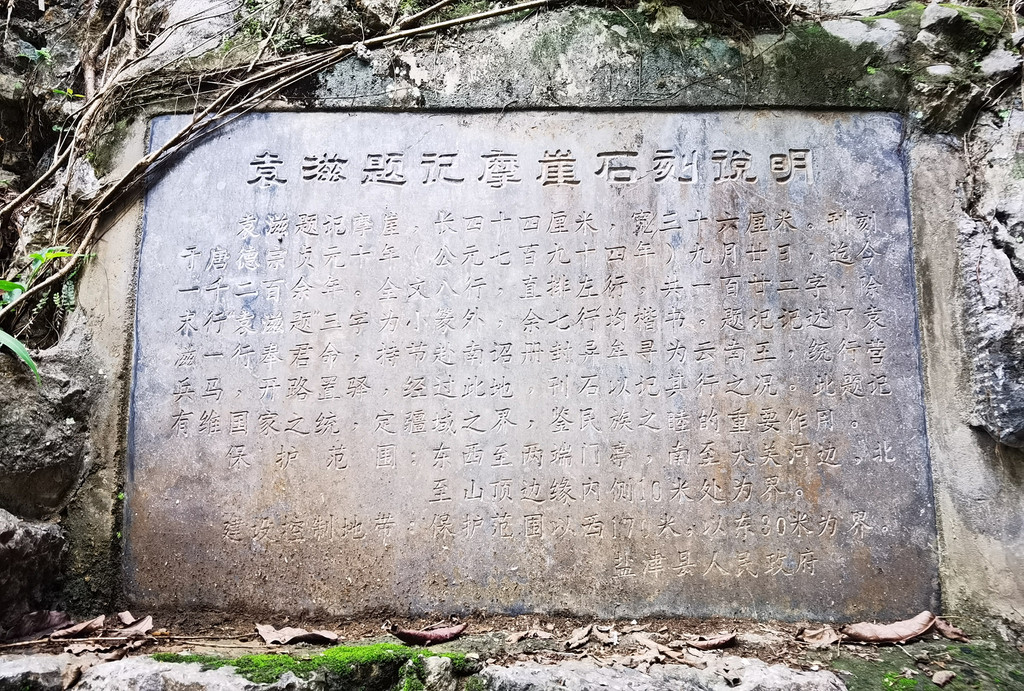 袁滋题记摩崖石刻说明
袁滋题记摩崖，长四十四厘米，宽三十六厘米。刊刻
于唐德宗贞元十年（公元七百九十四年）九月廿日，迄今
一千二百余年。全文八行，直排左行，共一百廿二字，除
末行“袁滋题”三字为小篆外，余七行均楷书。题记记述了袁
滋一行奉君命，持节赴南诏册封异牟寻为云南王，统行营
兵马，开路置驿，经过此地，刊石以记其行之况。此题记
有维国家之统，定疆域之界，鉴民族之睦的重要作用。
保护范围：东西至两端门亭，南至大关河边，北
至山顶边缘内侧10米处为界。
建设控制地带：保护范围以西170米，以东30米为界。
盐津县人民政府